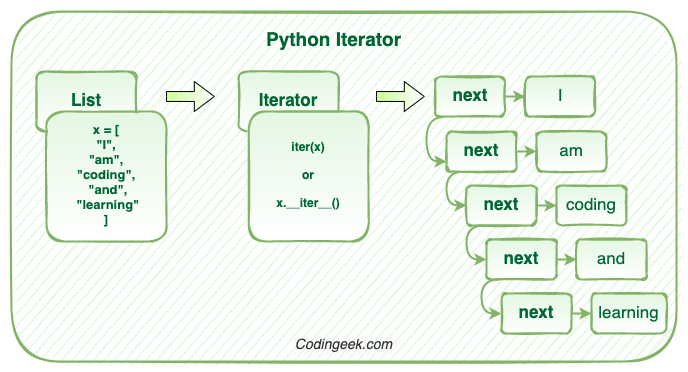 Python Iterator
List
x = [
"I",
"am",
"coding",
"and",
"learning"
]
Iterator
iter(x)
or
x.__iter__()
next
I
next
am
next
coding
next
and
next
learning
Codingeek.com